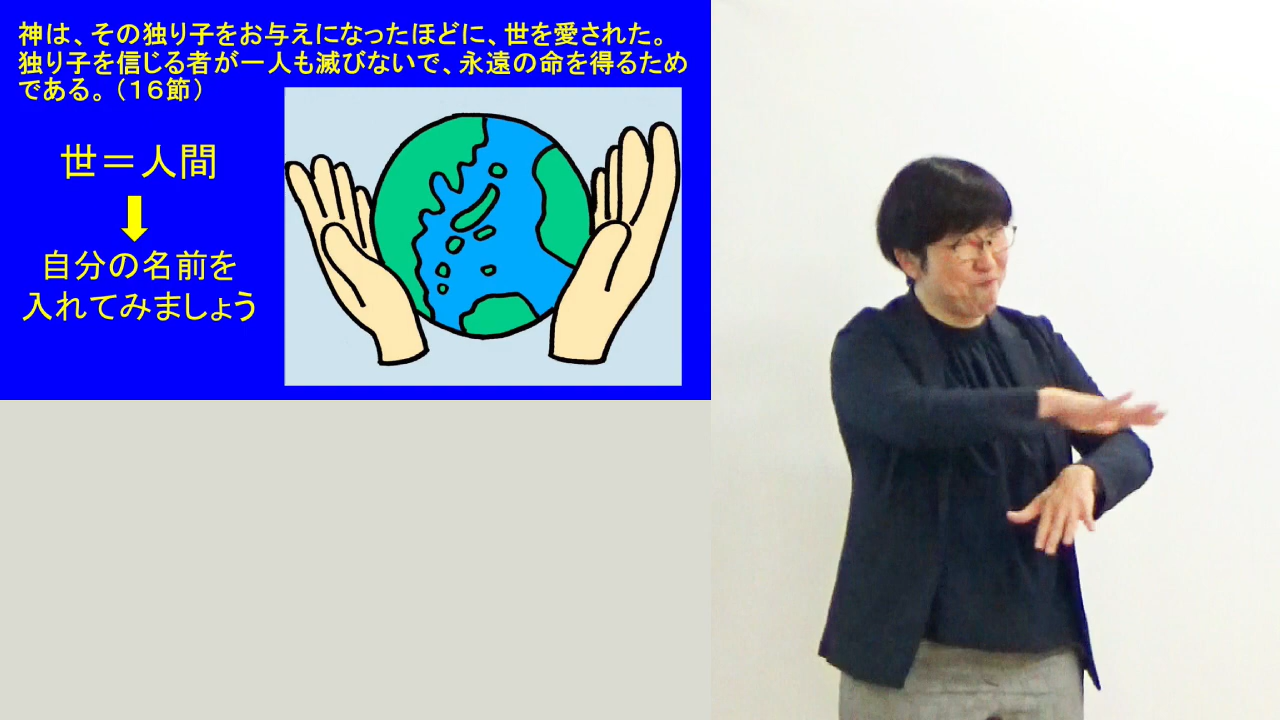 神は、その独り子をお与えになったほどに、世を愛された。
独り子を信じる者が一人も滅びないで、永遠の命を得るため
である。（１６節）
世＝人間
自分の名前を
入れてみましょう